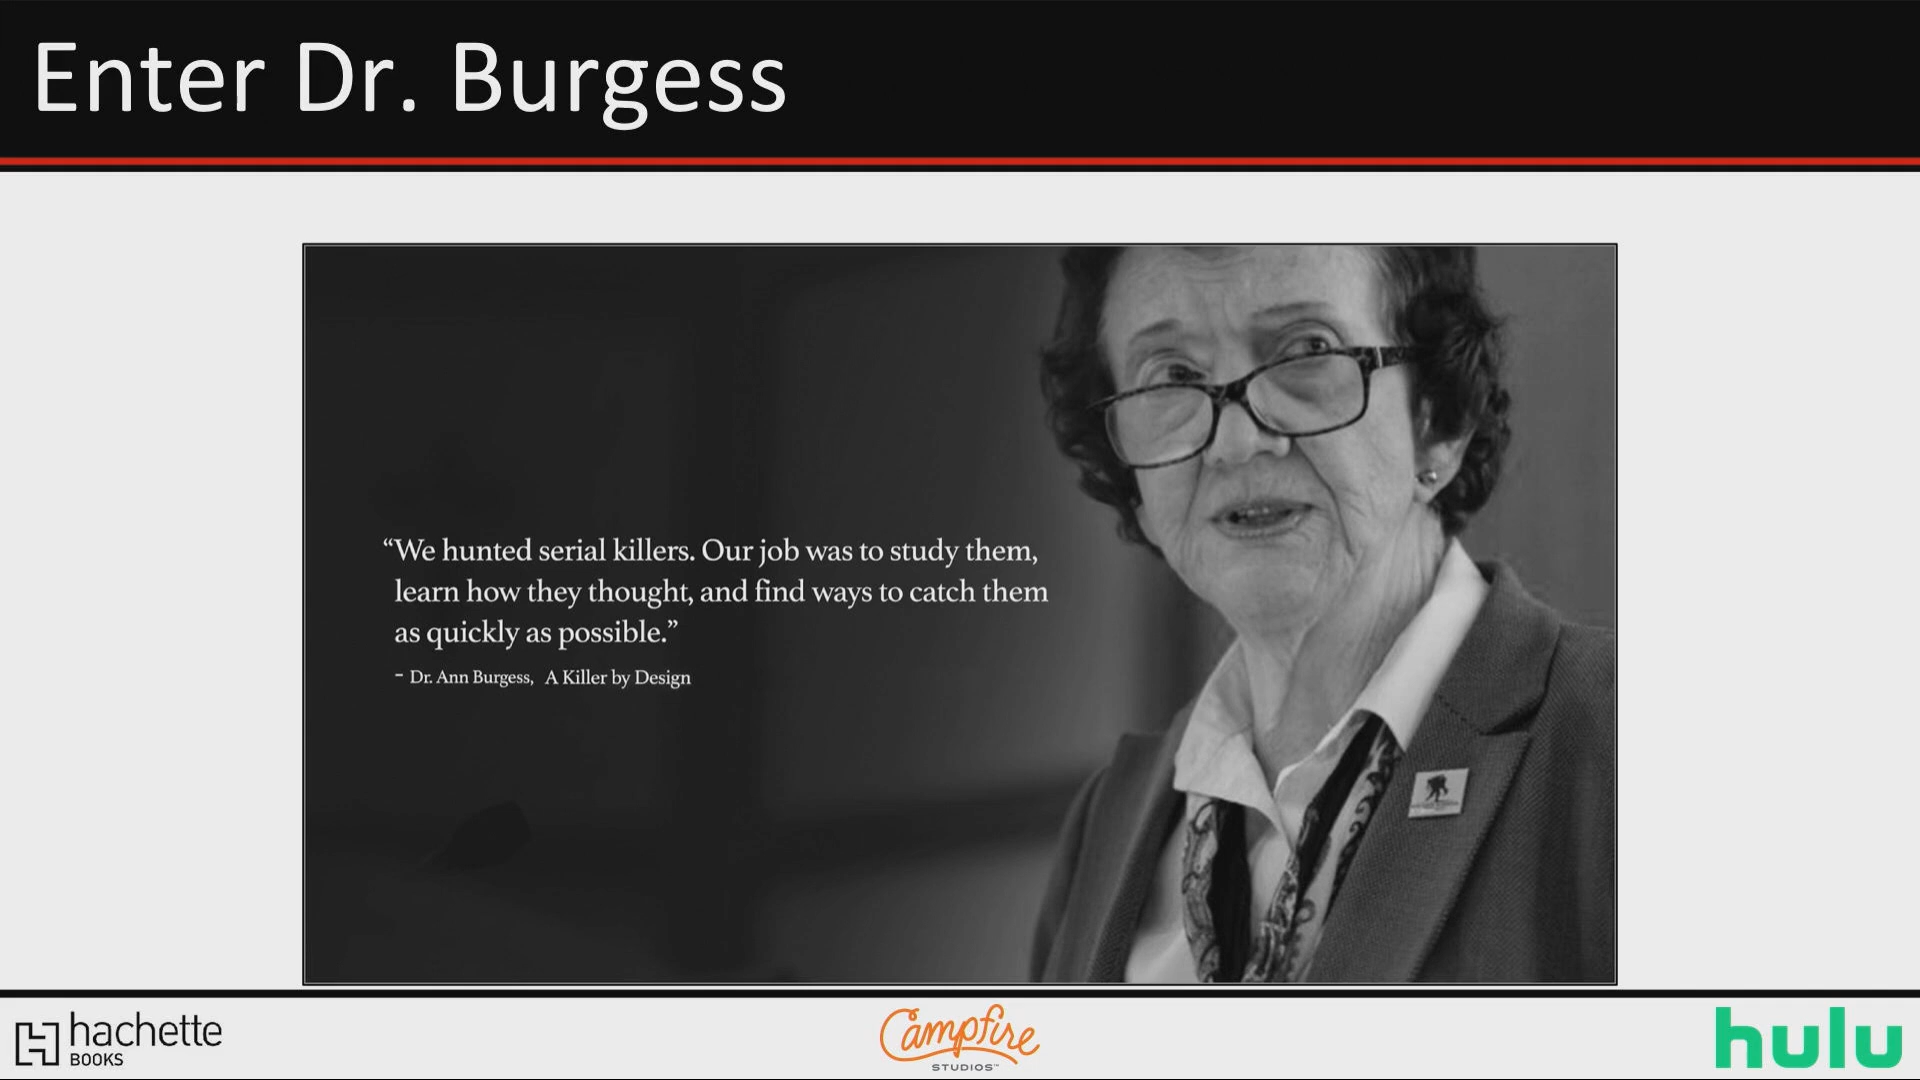 Enter Dr. Burgess
“We hunted serial killers. Our job was to study them,
learn how they thought, and find ways to catch them
as quickly as possible.”
– Dr. Ann Burgess, A Killer by Design
hachette
BOOKS
Campfire
STUDIOS™
hulu